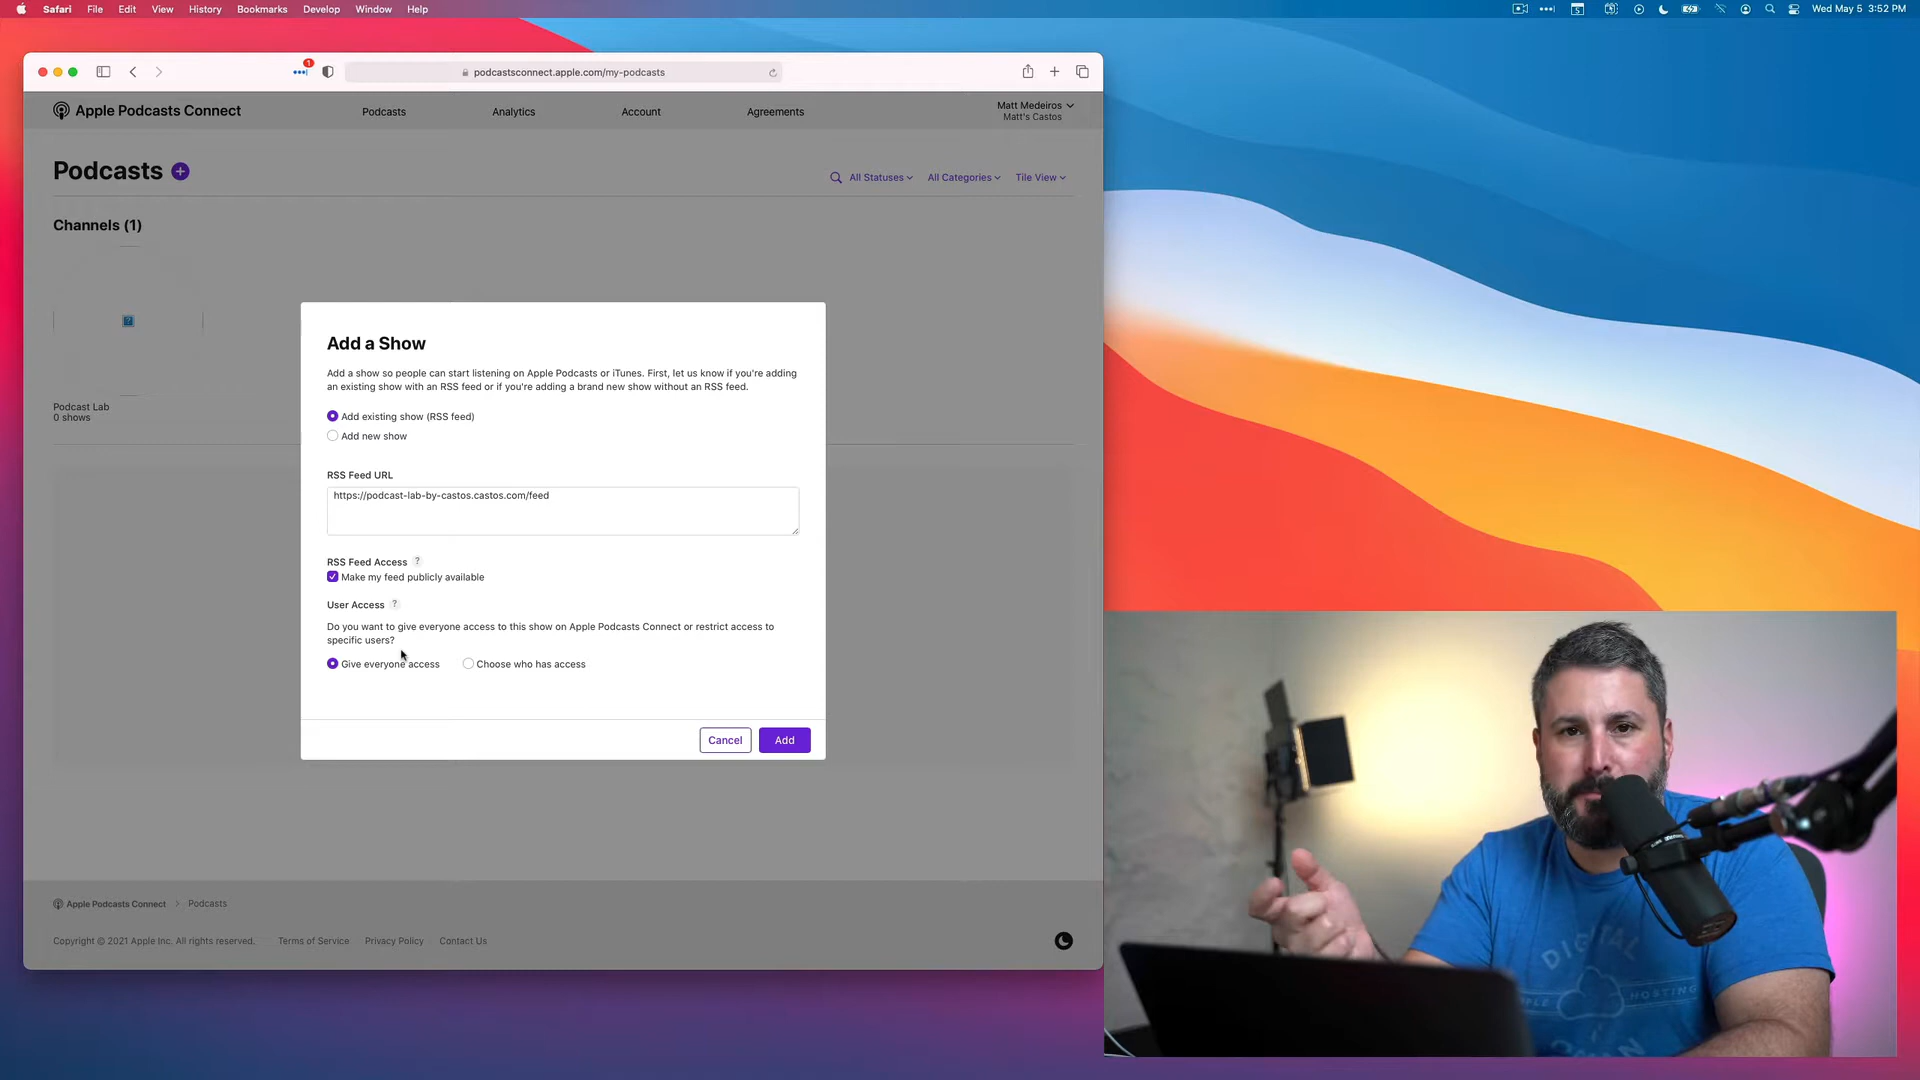 Safari File Edit View History Bookmarks Develop Window Help
Wed May 5 3:52 PM
1
podcastsconnect.apple.com/my-podcasts
Apple Podcasts Connect
Podcasts
Analytics
Account
Agreements
Matt Medeiros
Matt's Castos
Podcasts
All Statuses
All Categories
Tile View
Channels (1)
?
Podcast Lab
0 shows
Add a Show
Add a show so people can start listening on Apple Podcasts or iTunes. First, let us know if you're adding
an existing show with an RSS feed or if you're adding a brand new show without an RSS feed.
Add existing show (RSS feed)
Add new show
RSS Feed URL
https://podcast-lab-by-castos.castos.com/feed
RSS Feed Access ?
Make my feed publicly available
User Access ?
Do you want to give everyone access to this show on Apple Podcasts Connect or restrict access to
specific users?
Give everyone access
Choose who has access
Cancel
Add
Apple Podcasts Connect > Podcasts
Copyright © 2021 Apple Inc. All rights reserved.
Terms of Service
Privacy Policy
Contact Us
DIGITAL
HOSTING